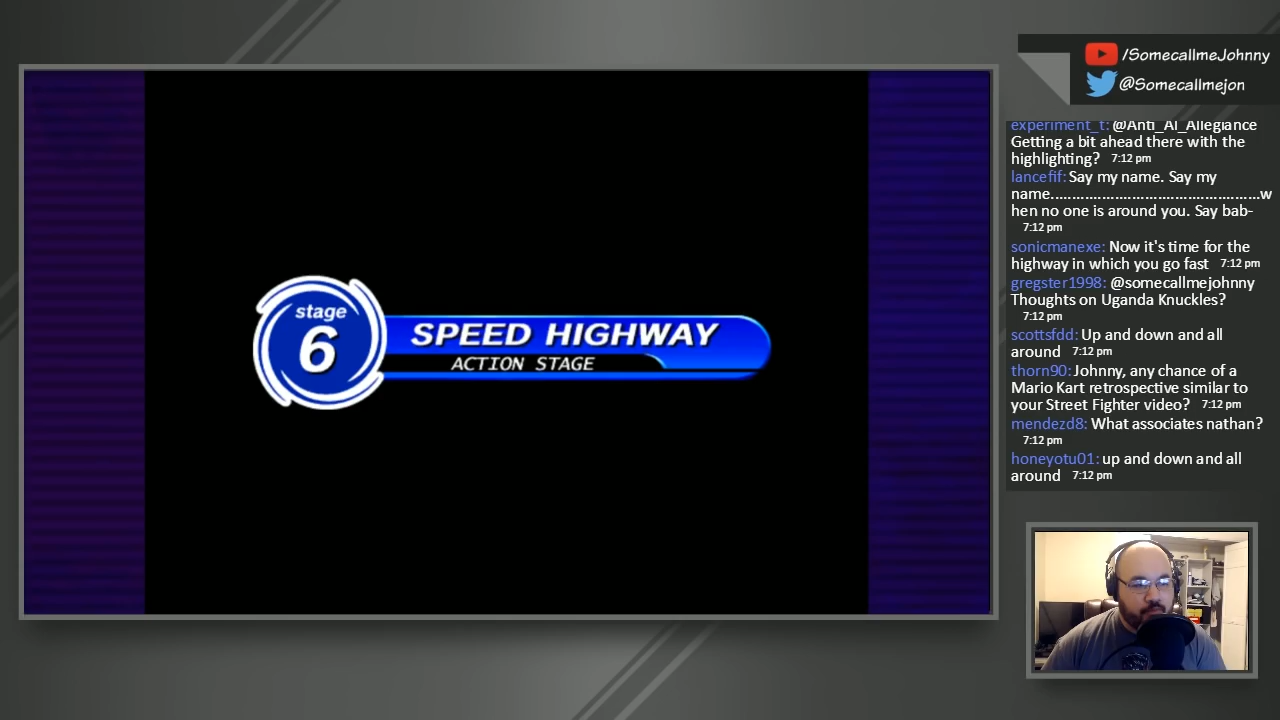 /SomecallmeJohnny
@Somecallmejon
experiment_t: @Anti_AI_Allegiance
Getting a bit ahead there with the
highlighting? 7:12 pm
lancefif: Say my name. Say my
name.................................................w
hen no one is around you. Say bab-
7:12 pm
sonicmanexe: Now it's time for the
highway in which you go fast 7:12 pm
gregster1998: @somecallmejohnny
Thoughts on Uganda Knuckles?
7:12 pm
scottsfdd: Up and down and all
around 7:12 pm
thorn90: Johnny, any chance of a
Mario Kart retrospective similar to
your Street Fighter video? 7:12 pm
mendezd8: What associates nathan?
7:12 pm
honeyotu01: up and down and all
around 7:12 pm
stage
6
SPEED HIGHWAY
ACTION STAGE